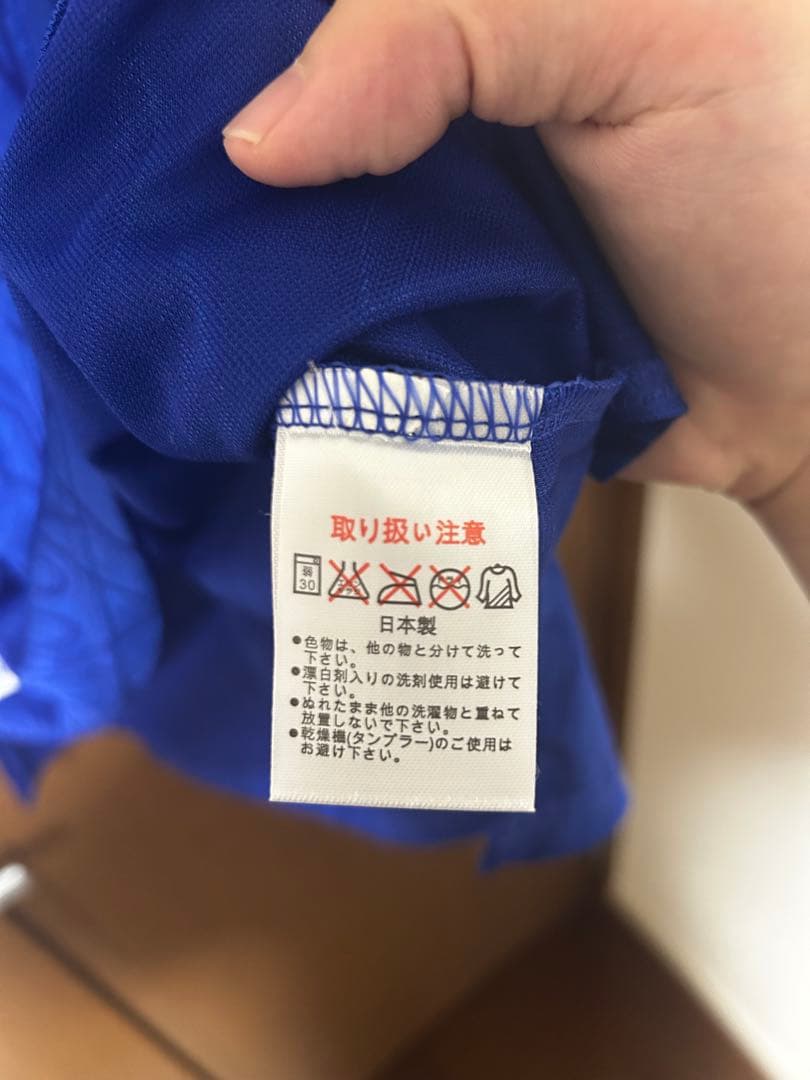 取り扱い注意
弱
30
日本製
●色物は、他の物と分けて洗って
下さい。
●漂白剤入りの洗剤使用は避けて
下さい。
●ぬれたまま他の洗濯物と重ねて
放置しないで下さい。
●乾燥機(タンブラー)のご使用は
お避け下さい。